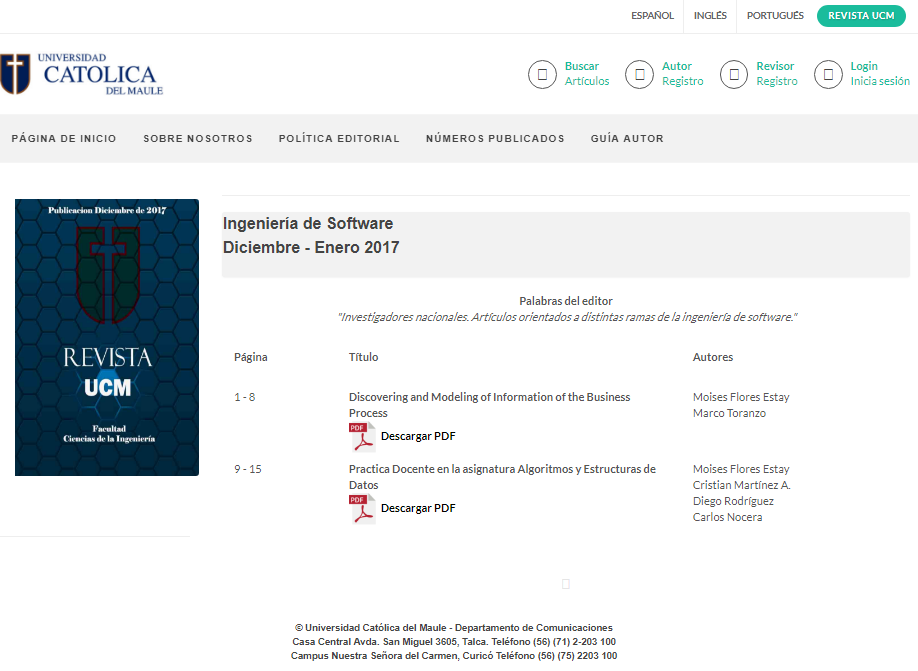 ESPAÑOL INGLÉS PORTUGUÉS REVISTA UCM
UNIVERSIDAD
CATOLICA
DEL MAULE
Buscar
Artículos
Autor
Registro
Revisor
Registro
Login
Inicia sesión
PÁGINA DE INICIO SOBRE NOSOTROS POLÍTICA EDITORIAL NÚMEROS PUBLICADOS GUÍA AUTOR
Publicacion Diciembre de 2017
REVISTA
UCM
Facultad
Ciencias de la Ingeniería
Ingeniería de Software
Diciembre - Enero 2017
Palabras del editor
"Investigadores nacionales. Artículos orientados a distintas ramas de la ingeniería de software."
Página Título Autores
1 - 8 Discovering and Modeling of Information of the Business Moises Flores Estay
Process Marco Toranzo
PDF Descargar PDF
9 - 15 Practica Docente en la asignatura Algoritmos y Estructuras de Moises Flores Estay
Datos Cristian Martínez A.
PDF Descargar PDF Diego Rodríguez
Carlos Nocera
© Universidad Católica del Maule - Departamento de Comunicaciones
Casa Central Avda. San Miguel 3605, Talca. Teléfono (56) (71) 2-203 100
Campus Nuestra Señora del Carmen, Curicó Teléfono (56) (75) 2203 100